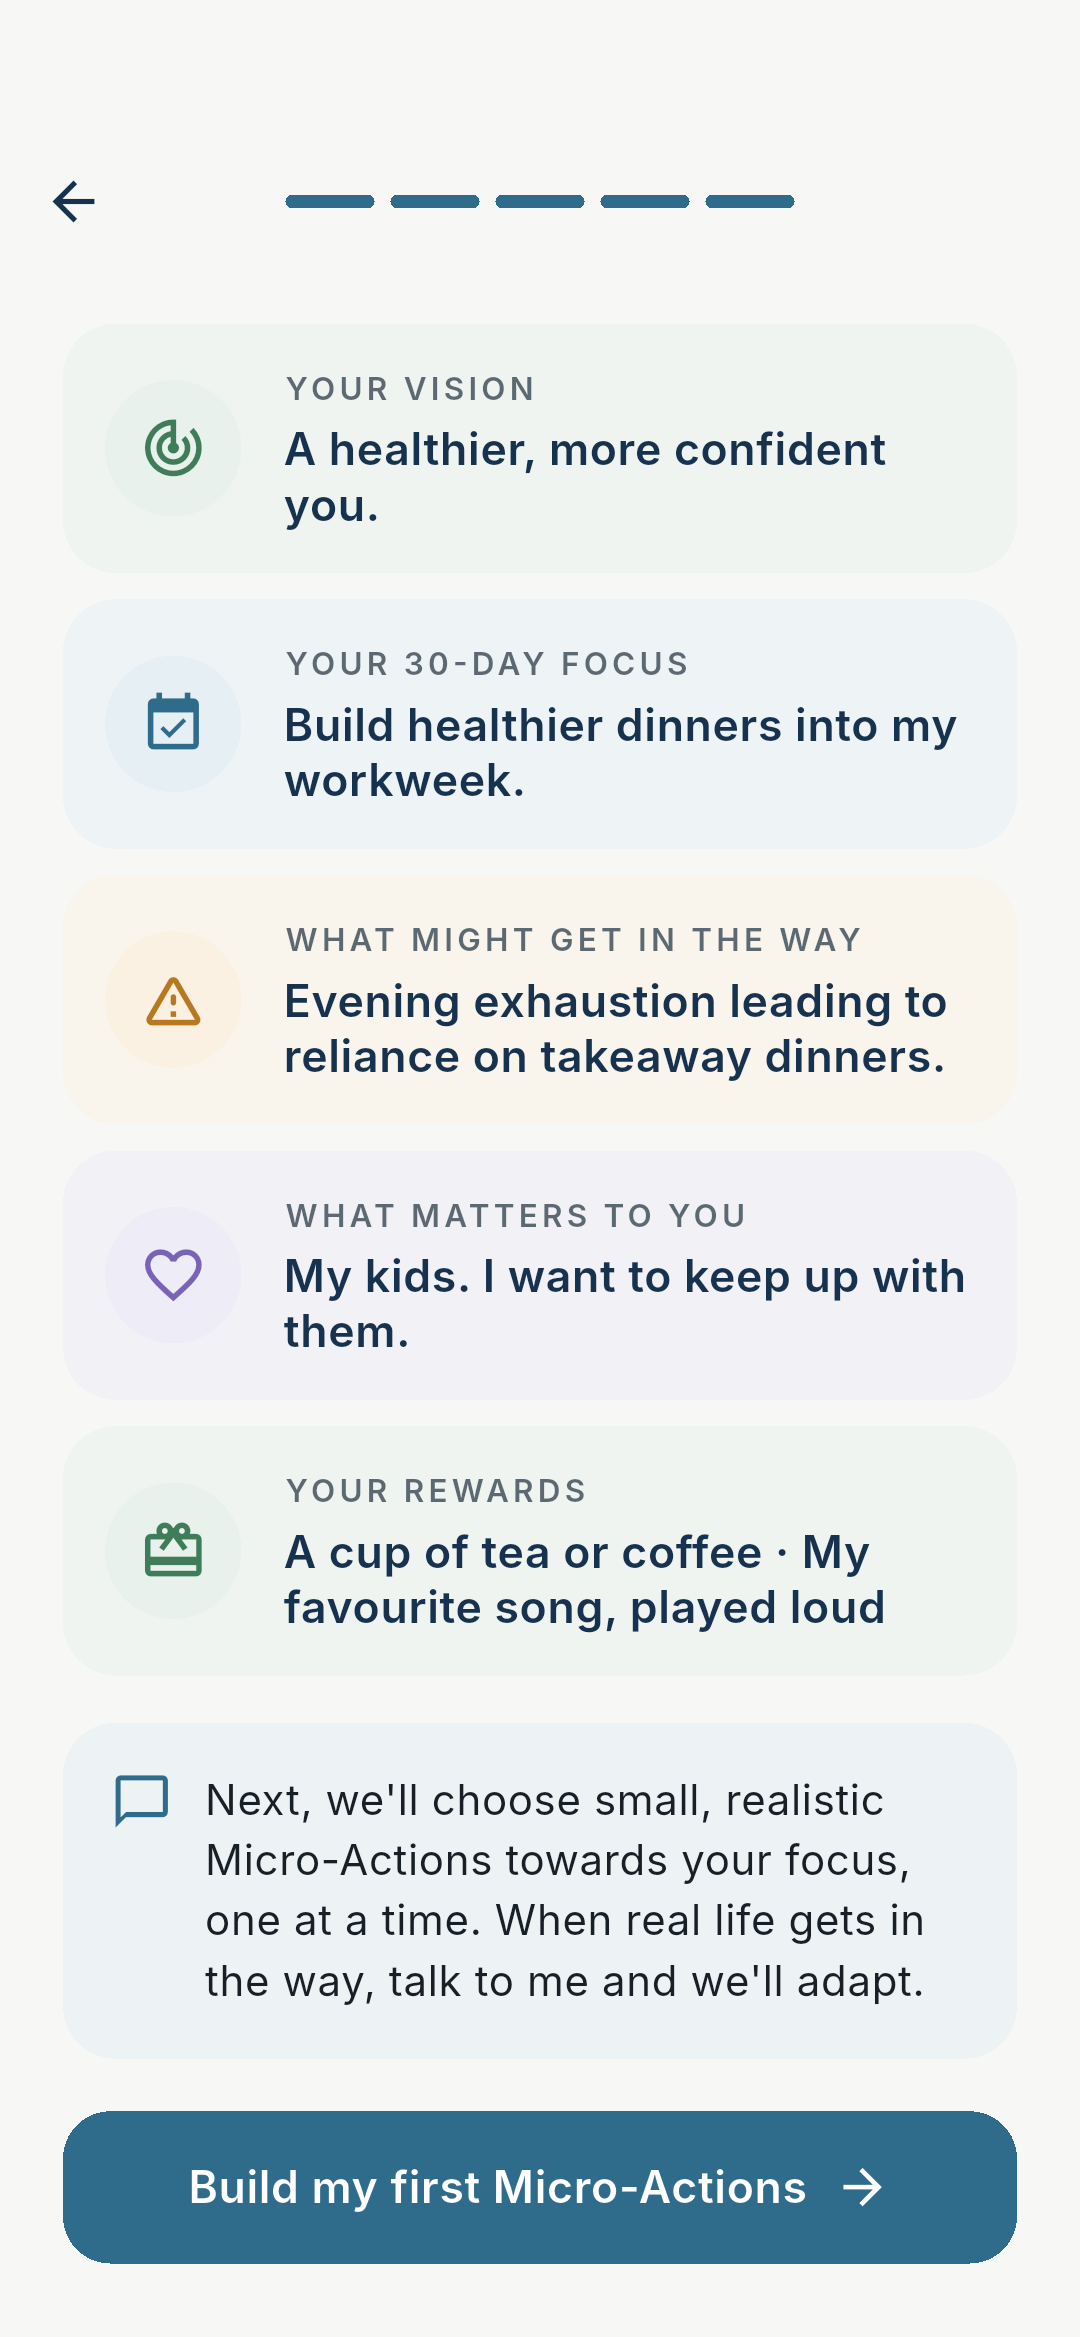 YOUR VISION
A healthier, more confident
you.
YOUR 30-DAY FOCUS
Build healthier dinners into my
workweek.
WHAT MIGHT GET IN THE WAY
Evening exhaustion leading to
reliance on takeaway dinners.
WHAT MATTERS TO YOU
My kids. I want to keep up with
them.
YOUR REWARDS
A cup of tea or coffee · My
favourite song, played loud
Next, we'll choose small, realistic
Micro-Actions towards your focus,
one at a time. When real life gets in
the way, talk to me and we'll adapt.
Build my first Micro-Actions